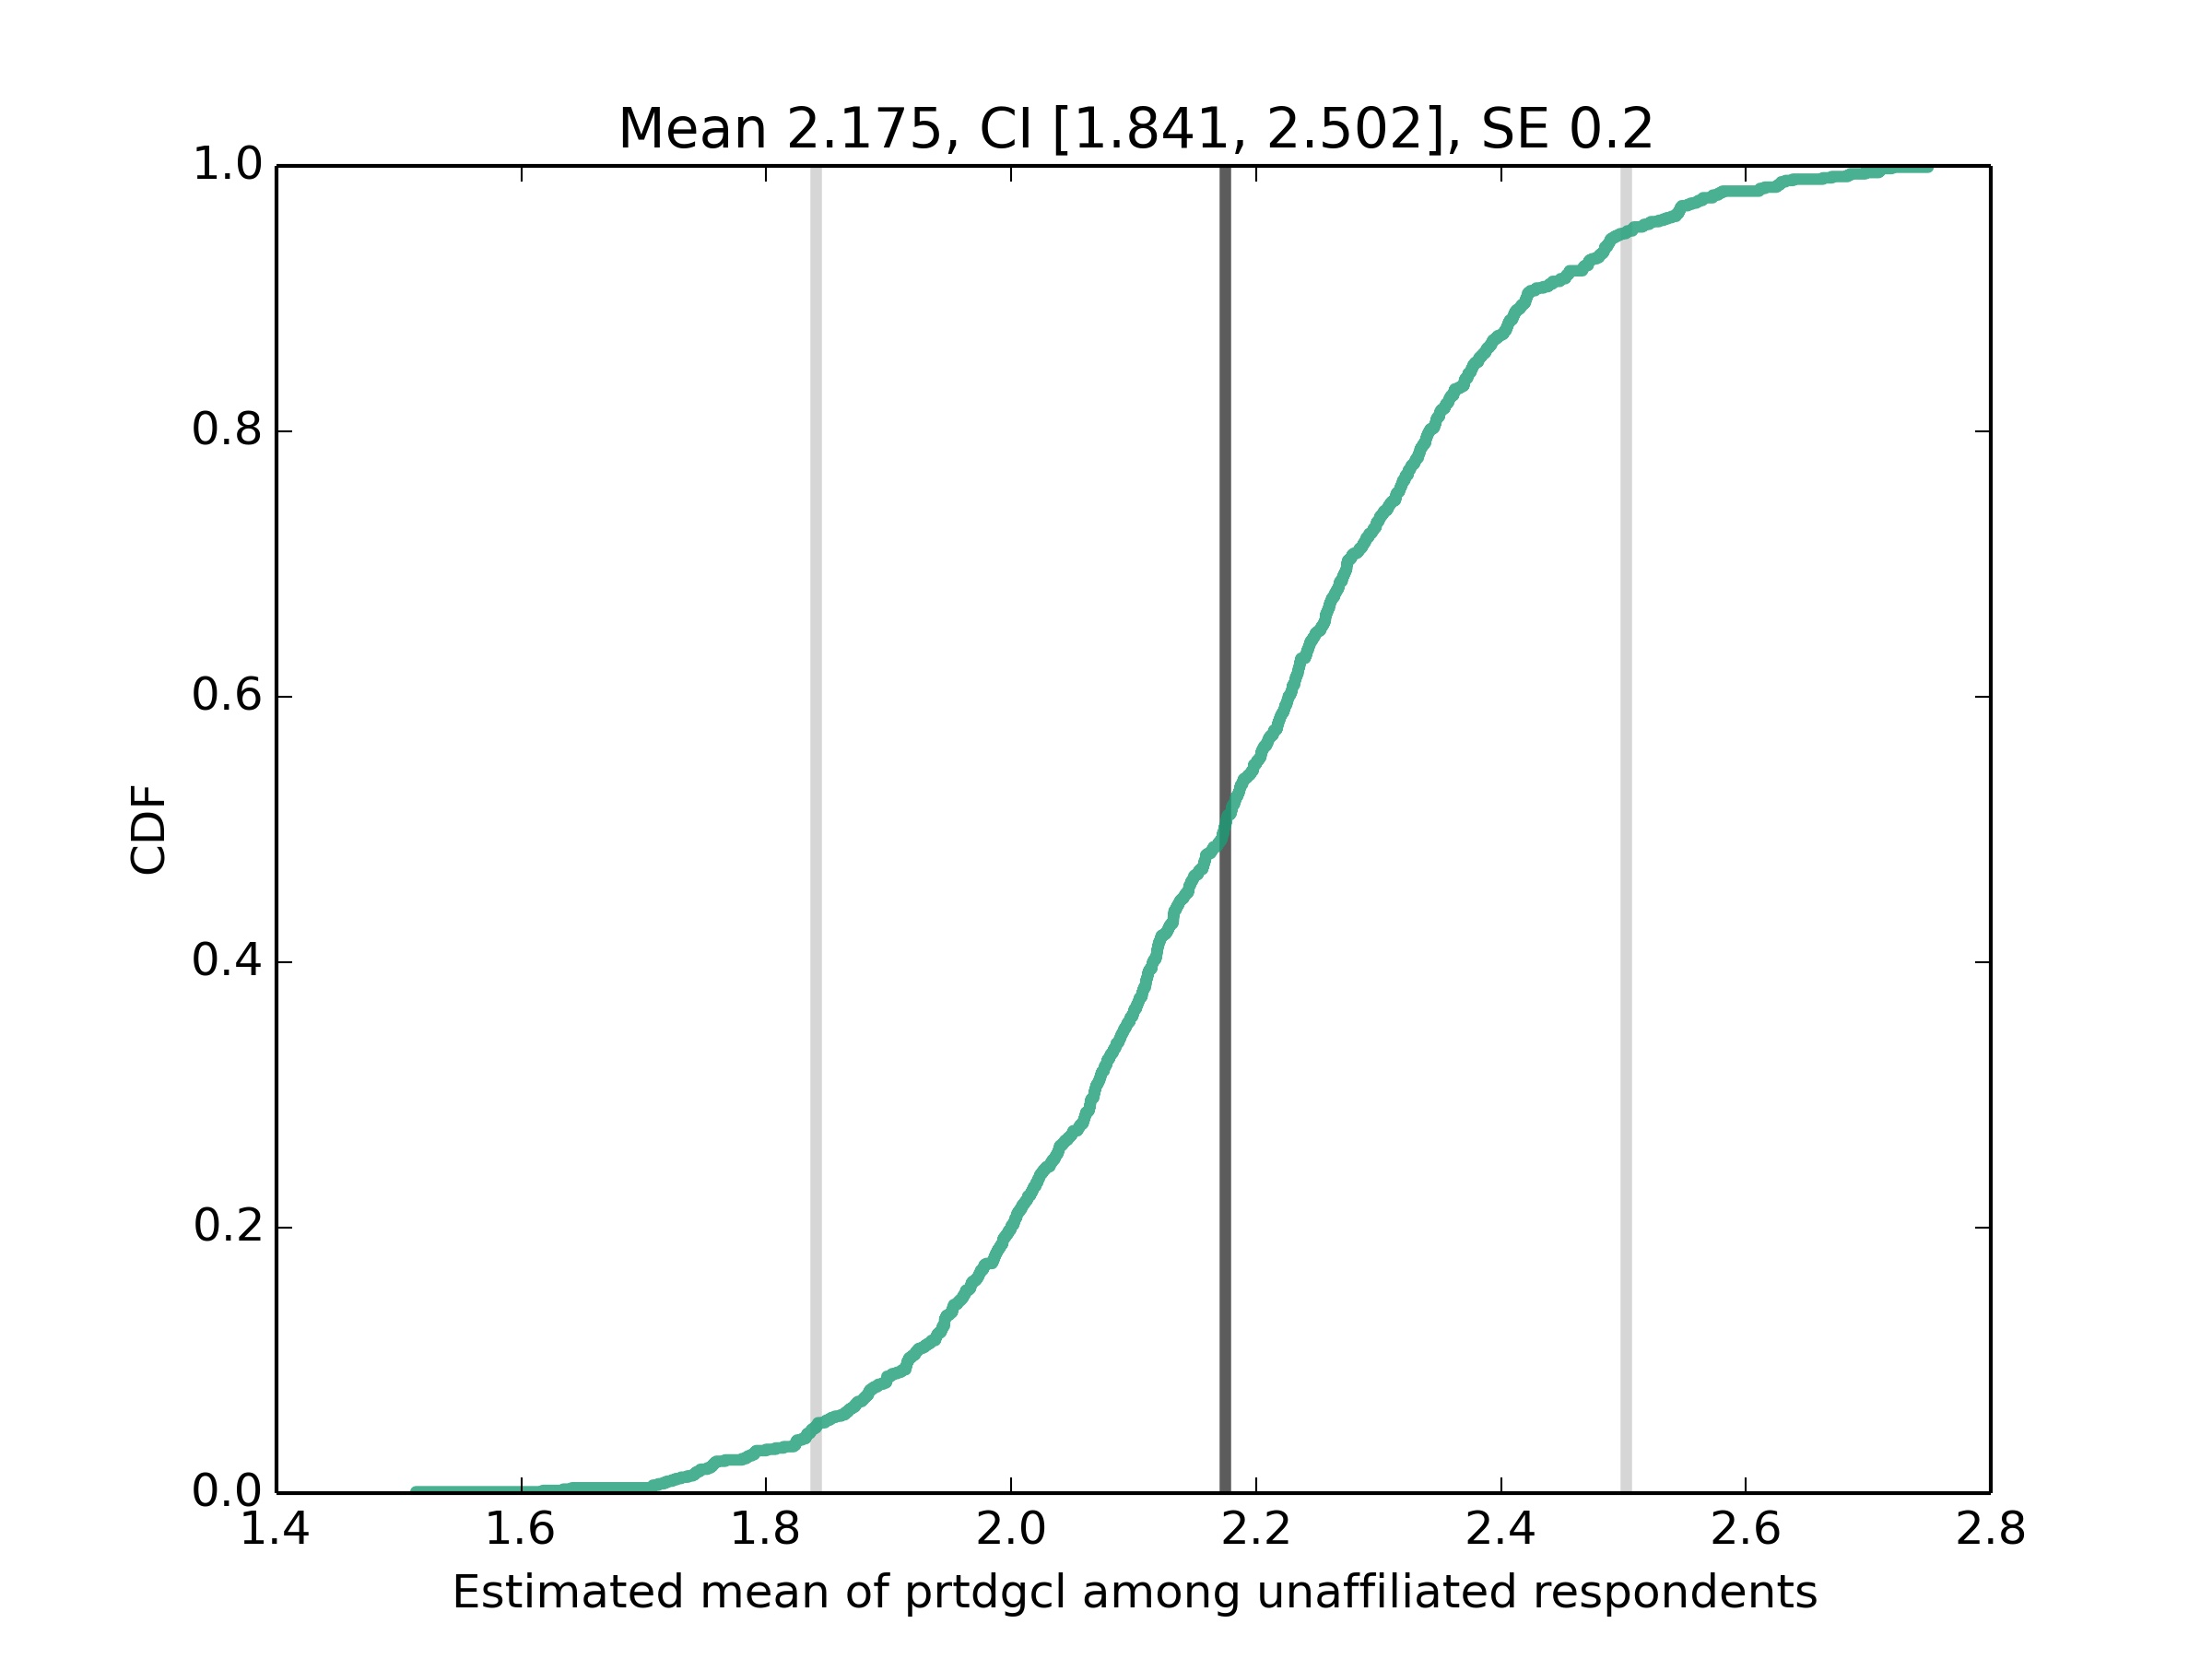 Mean 2.175, CI [1.841, 2.502], SE 0.2
1.0
0.8
0.6
0.4
0.2
0.0
CDF
1.4 1.6 1.8 2.0 2.2 2.4 2.6 2.8
Estimated mean of prtdgcl among unaffiliated respondents